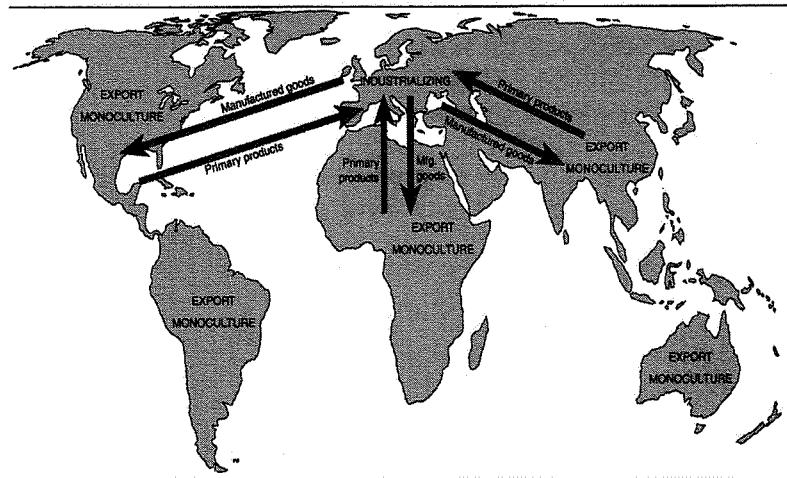 EXPORT
MONOCULTURE
Manufactured goods
Primary products
INDUSTRIALIZING
Primary products
Manufactured goods
EXPORT
MONOCULTURE
Primary
products
Mfg.
goods
EXPORT
MONOCULTURE
EXPORT
MONOCULTURE
EXPORT
MONOCULTURE